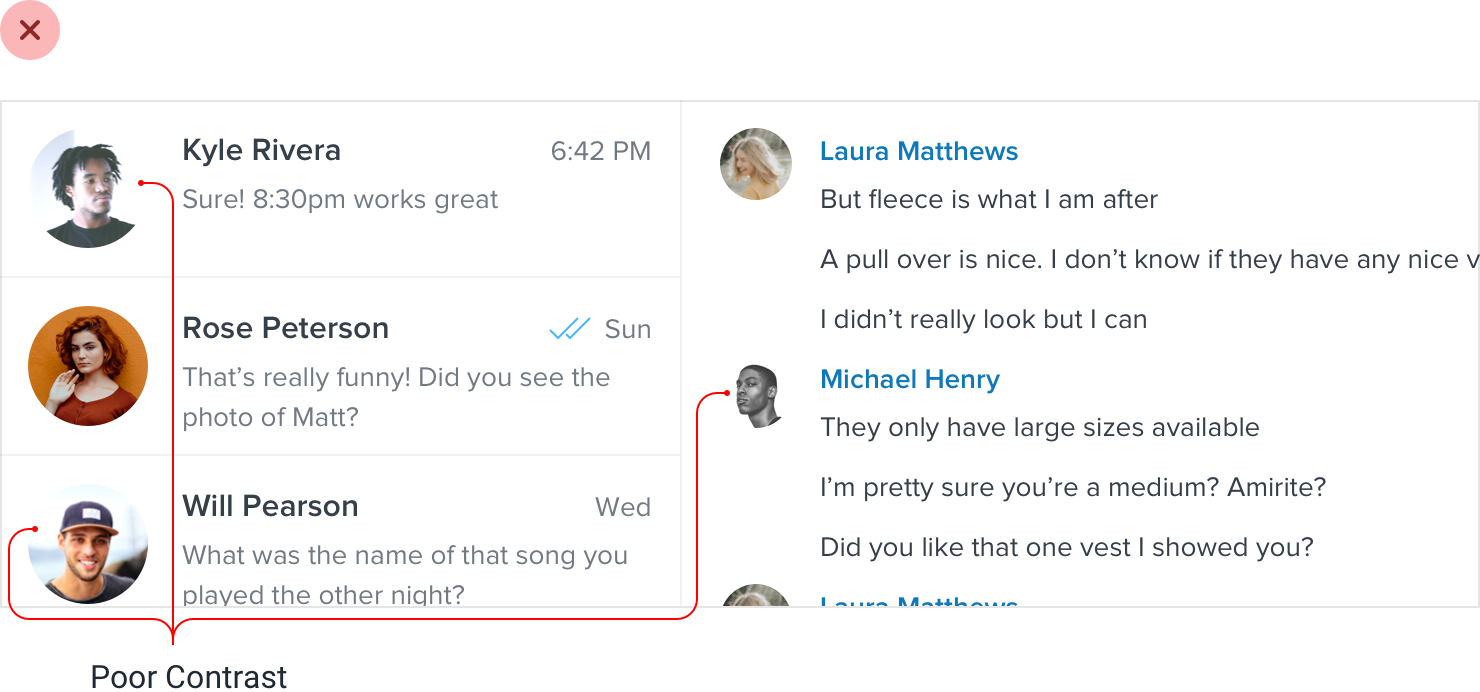 Kyle Rivera
6:42 PM
Sure! 8:30pm works great
Rose Peterson
Sun
That’s really funny! Did you see the
photo of Matt?
Will Pearson
Wed
What was the name of that song you
played the other night?
Laura Matthews
But fleece is what I am after
A pull over is nice. I don’t know if they have any nice v
I didn’t really look but I can
Michael Henry
They only have large sizes available
I’m pretty sure you’re a medium? Amirite?
Did you like that one vest I showed you?
Laura Matthews
Poor Contrast